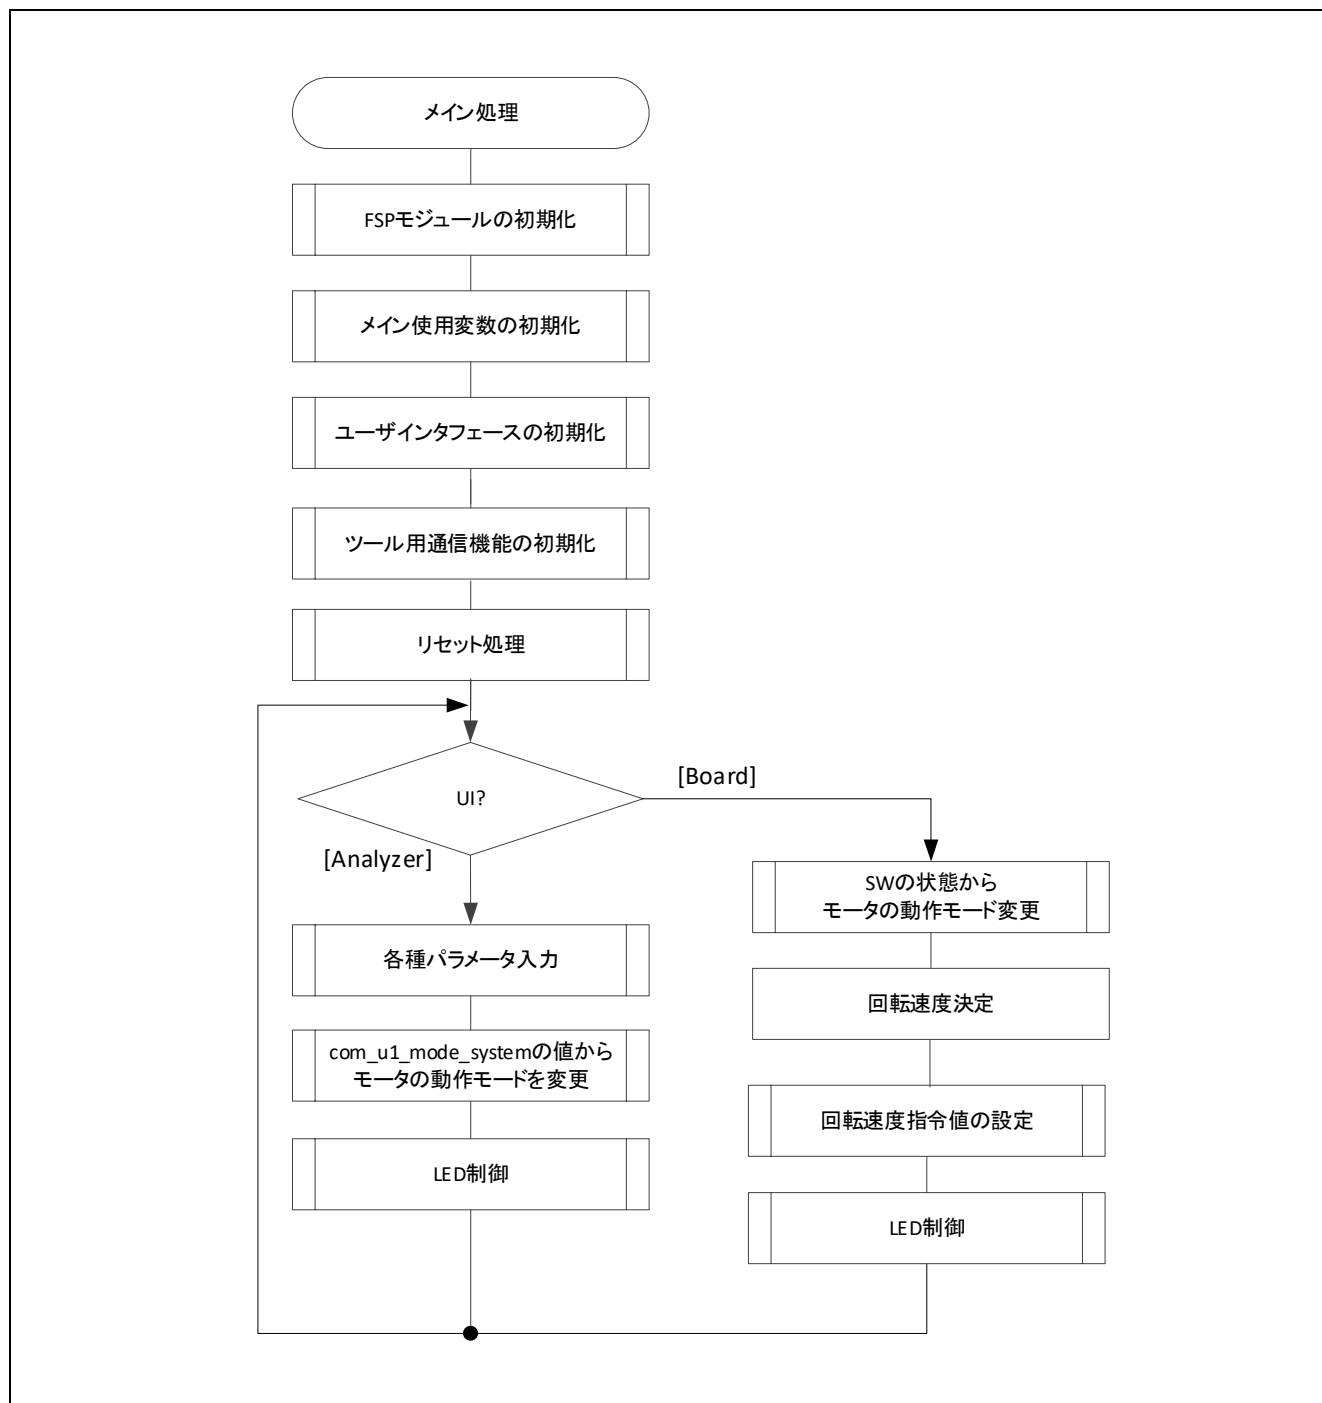 メイン処理
FSPモジュールの初期化
メイン使用変数の初期化
ユーザインタフェースの初期化
ツール用通信機能の初期化
リセット処理
UI?
[Board]
[Analyzer]
各種パラメータ入力
com_u1_mode_systemの値から
モータの動作モードを変更
LED制御
SWの状態から
モータの動作モード変更
回転速度決定
回転速度指令値の設定
LED制御